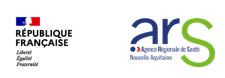 RÉPUBLIQUE
FRANÇAISE
Liberté
Égalité
Fraternité
ars
Agence Régionale de Santé
Nouvelle Aquitaine